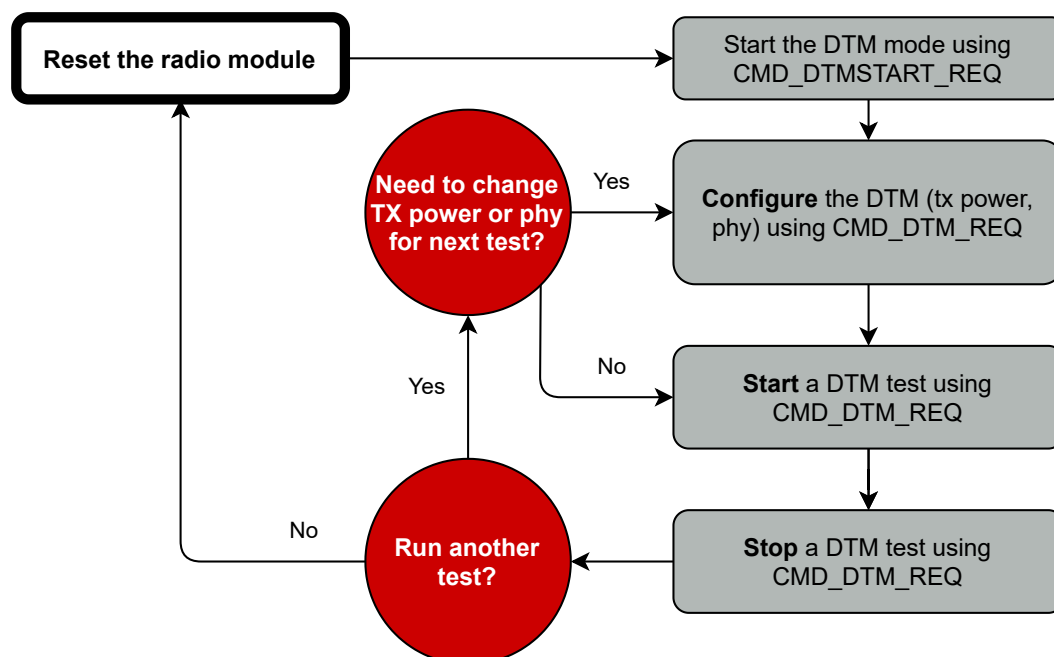 Reset the radio module
Start the DTM mode using
CMD_DTMSTART_REQ
Need to change
TX power or phy
for next test?
Yes
Configure the DTM (tx power,
phy) using CMD_DTM_REQ
No
Start a DTM test using
CMD_DTM_REQ
Yes
No
Run another
test?
Stop a DTM test using
CMD_DTM_REQ